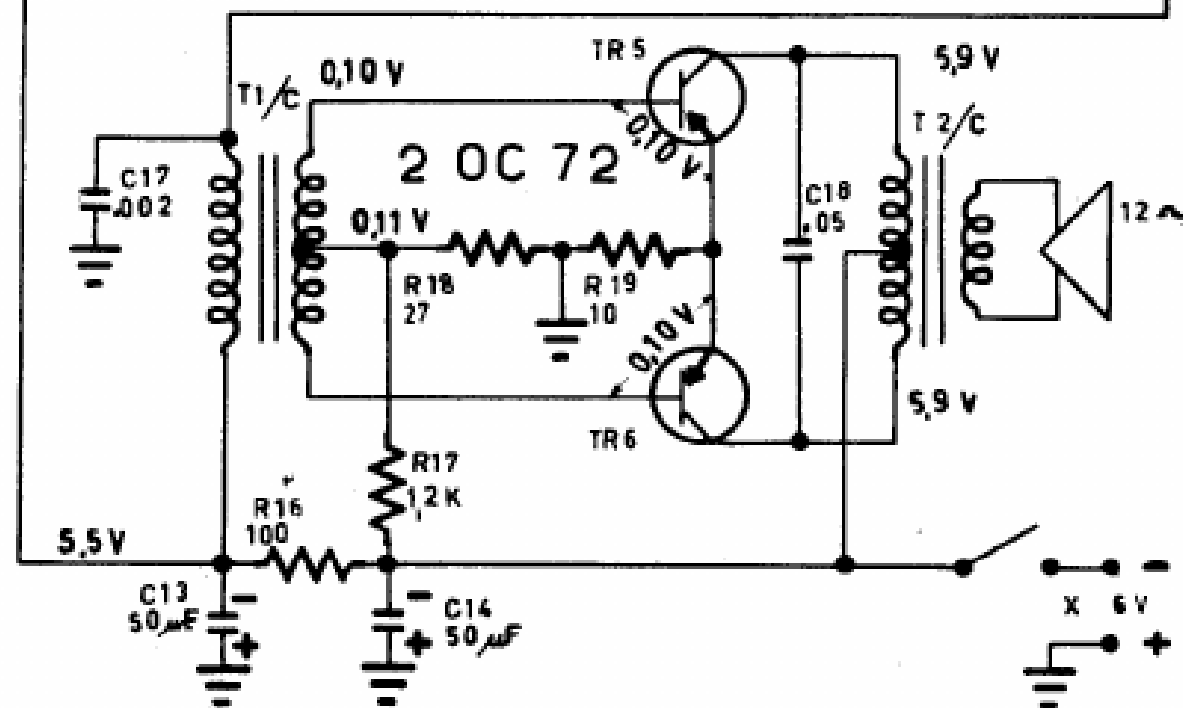 TR 5
5,9 V
0,10 V
T1/C
T 2/C
0,10 V.
2 OC 72
C17
.002
C18
.05
12 ~
0,11 V
R 18
27
R 19
10
0,10 V
5,9 V
TR 6
R17
1,2 K
R16
100
5,5 V
C13
50 µF
-
+
-
+
C14
50 µF
X 6 V
-
+